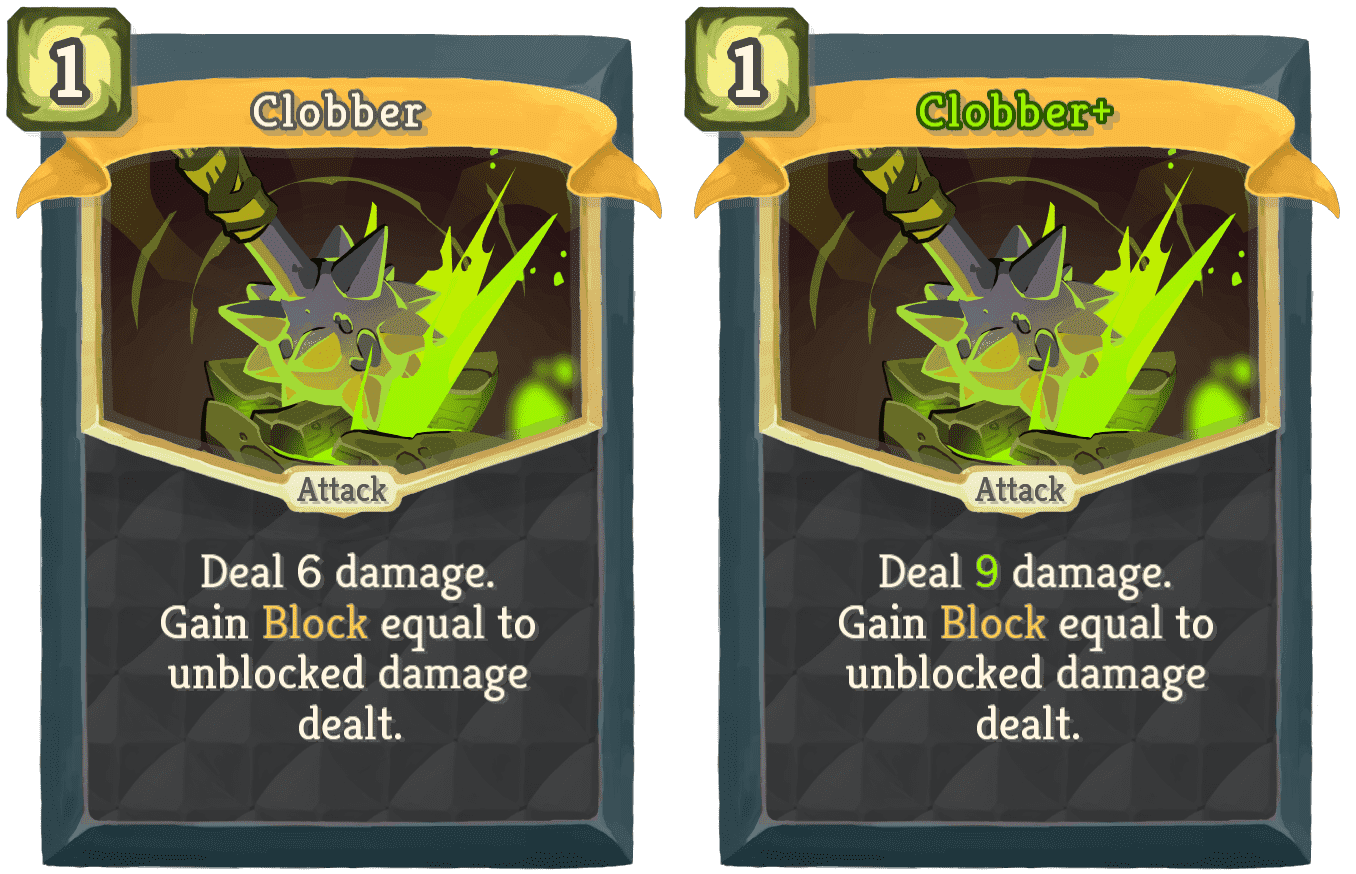 1
Clobber
Attack
Deal 6 damage.
Gain Block equal to
unblocked damage
dealt.
1
Clobber+
Attack
Deal 9 damage.
Gain Block equal to
unblocked damage
dealt.